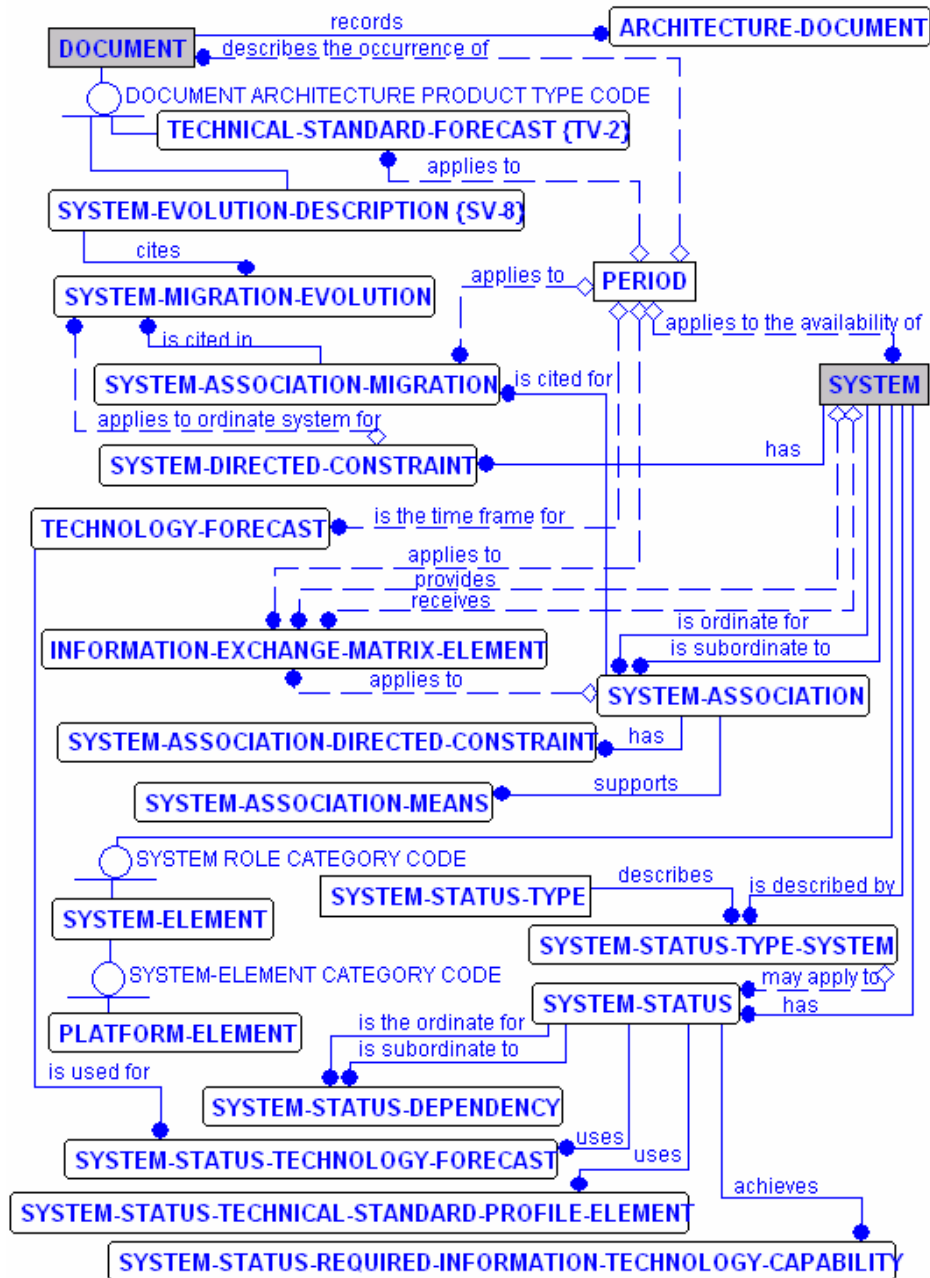 records
ARCHITECTURE-DOCUMENT
DOCUMENT
describes the occurrence of
DOCUMENT ARCHITECTURE PRODUCT TYPE CODE
TECHNICAL-STANDARD-FORECAST {TV-2}
applies to
SYSTEM-EVOLUTION-DESCRIPTION {SV-8}
cites
applies to
PERIOD
SYSTEM-MIGRATION-EVOLUTION
applies to the availability of
is cited in
SYSTEM-ASSOCIATION-MIGRATION
is cited for
SYSTEM
applies to ordinate system for
has
SYSTEM-DIRECTED-CONSTRAINT
TECHNOLOGY-FORECAST
is the time frame for
applies to
provides
receives
is ordinate for
INFORMATION-EXCHANGE-MATRIX-ELEMENT
is subordinate to
applies to
SYSTEM-ASSOCIATION
SYSTEM-ASSOCIATION-DIRECTED-CONSTRAINT
has
supports
SYSTEM-ASSOCIATION-MEANS
SYSTEM ROLE CATEGORY CODE
describes
is described by
SYSTEM-STATUS-TYPE
SYSTEM-ELEMENT
SYSTEM-STATUS-TYPE-SYSTEM
SYSTEM-ELEMENT CATEGORY CODE
may apply to
SYSTEM-STATUS
has
PLATFORM-ELEMENT
is the ordinate for
is subordinate to
is used for
SYSTEM-STATUS-DEPENDENCY
uses
SYSTEM-STATUS-TECHNOLOGY-FORECAST
uses
achieves
SYSTEM-STATUS-TECHNICAL-STANDARD-PROFILE-ELEMENT
SYSTEM-STATUS-REQUIRED-INFORMATION-TECHNOLOGY-CAPABILITY